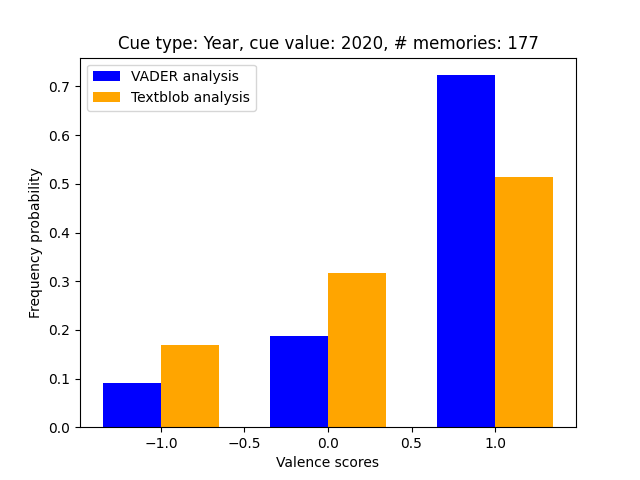 Cue type: Year, cue value: 2020, # memories: 177
VADER analysis
Textblob analysis
Frequency probability
0.7
0.6
0.5
0.4
0.3
0.2
0.1
0.0
−1.0 −0.5 0.0 0.5 1.0
Valence scores